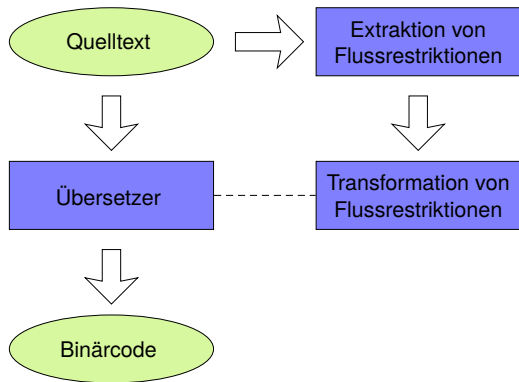 Quelltext
Extraktion von
Flussrestriktionen
Übersetzer
Transformation von
Flussrestriktionen
Binärcode